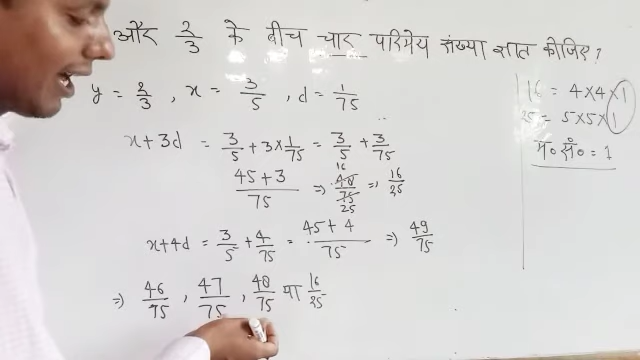 और 2/3 के बीच चार परिमेय संख्या ज्ञात कीजिए?
y = 2/3, x = 3/5, d = 1/75
x+3d = 3/5 + 3×1/75 = 3/5 + 3/75
45+3/75 ⇒ 48/75 16/25 ⇒ 16/25
x+4d = 3/5 + 4/75 = 45+4/75 ⇒ 49/75
⇒ 46/75, 47/75, 48/75 या 16/25
16 = 4×4×1
25 = 5×5×1
म॰ स॰ = 1